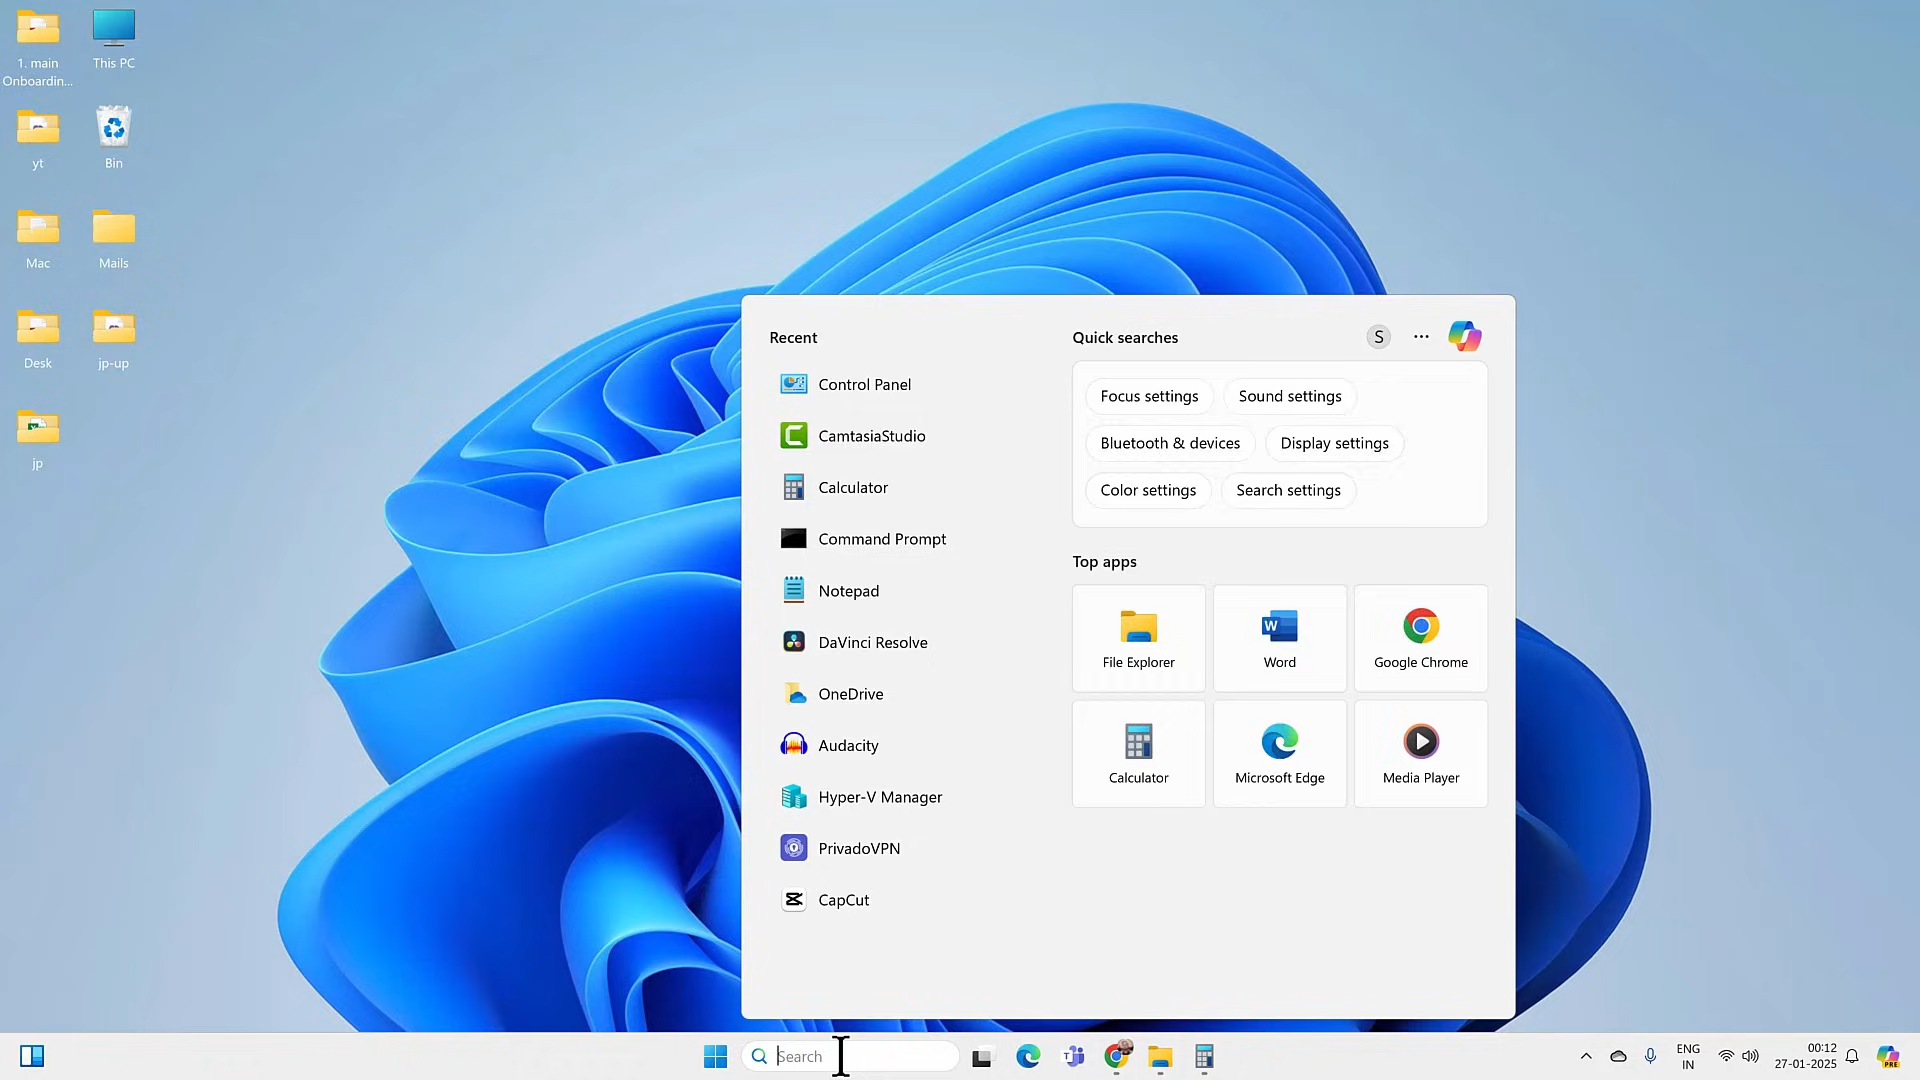 1. main
Onboardin...
This PC
yt
Bin
Mac
Mails
Desk
jp-up
jp
Recent
Control Panel
CamtasiaStudio
Calculator
Command Prompt
Notepad
DaVinci Resolve
OneDrive
Audacity
Hyper-V Manager
PrivadoVPN
CapCut
Quick searches
S
Focus settings
Sound settings
Bluetooth & devices
Display settings
Color settings
Search settings
Top apps
File Explorer
Word
Google Chrome
Calculator
Microsoft Edge
Media Player
Search
ENG
IN
00:12
27-01-2025
PRE